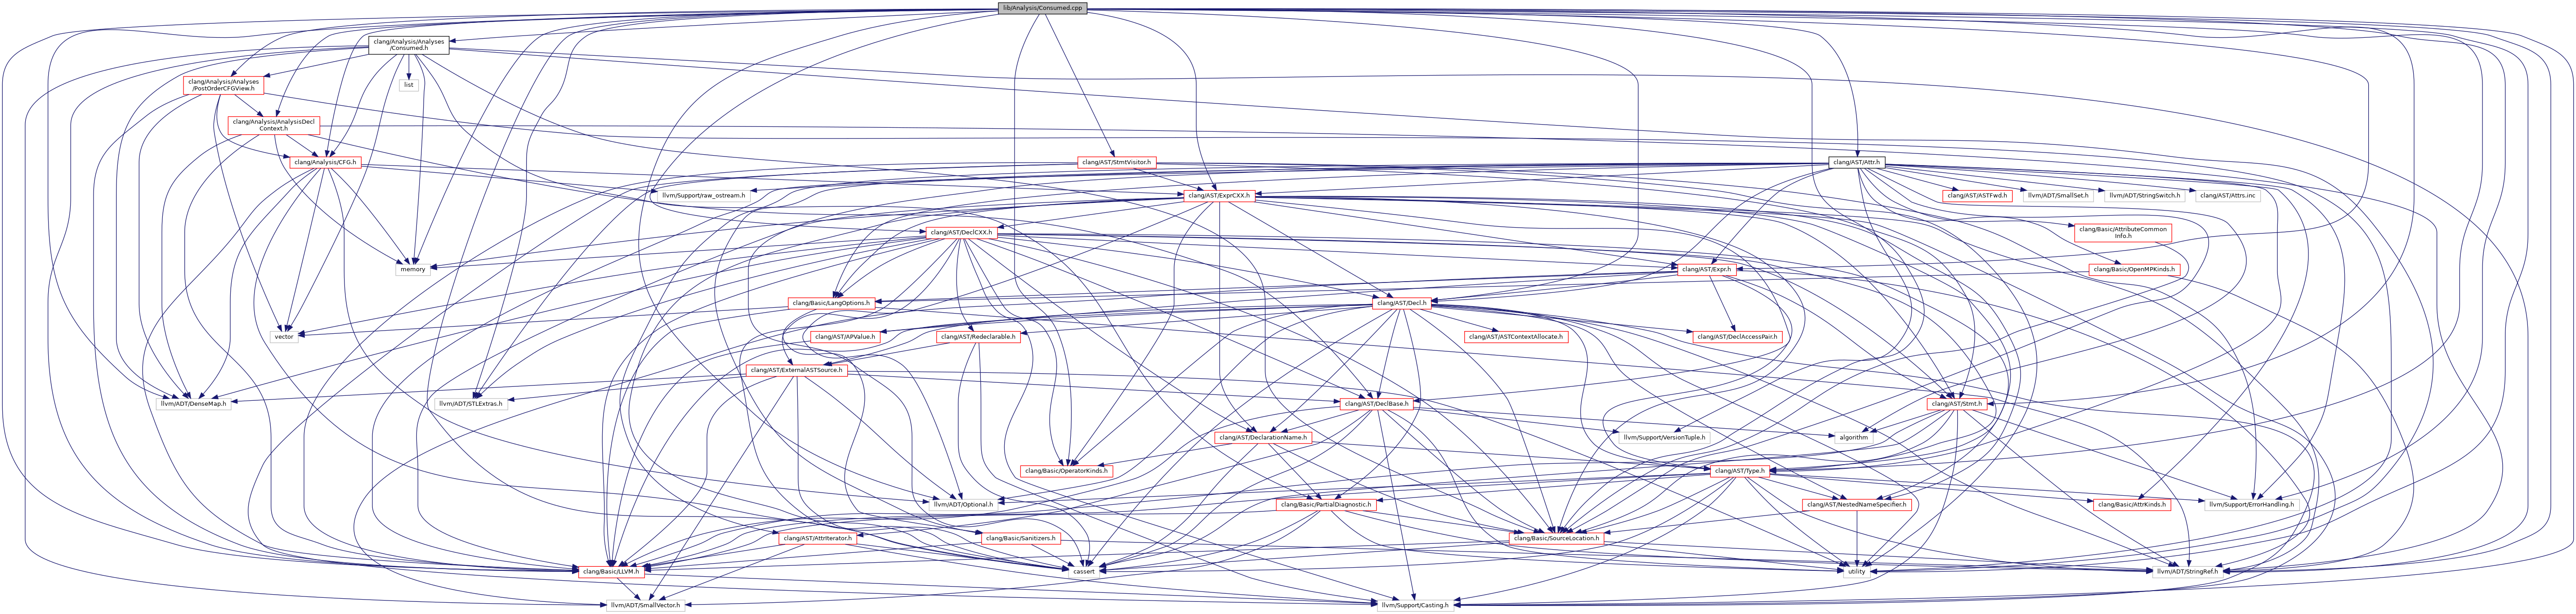 lib/Analysis/Consumed.cpp
clang/Analysis/Analyses
/Consumed.h
clang/Analysis/Analyses
/PostOrderCFGView.h
list
clang/Analysis/AnalysisDecl
Context.h
clang/Analysis/CFG.h
clang/AST/StmtVisitor.h
clang/AST/Attr.h
llvm/Support/raw_ostream.h
clang/AST/ExprCXX.h
clang/AST/ASTFwd.h
llvm/ADT/SmallSet.h
llvm/ADT/StringSwitch.h
clang/AST/Attrs.inc
clang/AST/DeclCXX.h
clang/Basic/AttributeCommon
Info.h
memory
clang/AST/Expr.h
clang/Basic/OpenMPKinds.h
clang/Basic/LangOptions.h
clang/AST/Decl.h
vector
clang/AST/APValue.h
clang/AST/Redeclarable.h
clang/AST/ASTContextAllocate.h
clang/AST/DeclAccessPair.h
clang/AST/ExternalASTSource.h
llvm/ADT/DenseMap.h
llvm/ADT/STLExtras.h
clang/AST/DeclBase.h
clang/AST/Stmt.h
clang/AST/DeclarationName.h
llvm/Support/VersionTuple.h
algorithm
clang/Basic/OperatorKinds.h
clang/AST/Type.h
llvm/ADT/Optional.h
clang/Basic/PartialDiagnostic.h
clang/AST/NestedNameSpecifier.h
clang/Basic/AttrKinds.h
llvm/Support/ErrorHandling.h
clang/AST/AttrIterator.h
clang/Basic/Sanitizers.h
clang/Basic/SourceLocation.h
clang/Basic/LLVM.h
cassert
utility
llvm/ADT/StringRef.h
llvm/ADT/SmallVector.h
llvm/Support/Casting.h